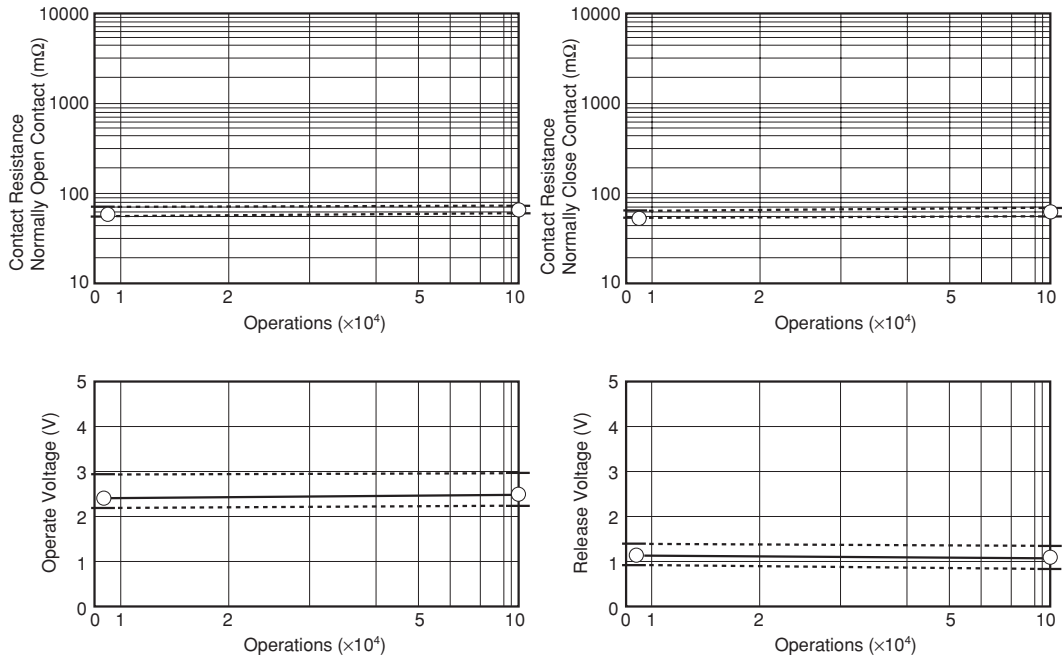 10000
1000
100
10
Contact Resistance
Normally Open Contact (mΩ)
0 1 2 5 10
Operations (×10⁴)
10000
1000
100
10
Contact Resistance
Normally Close Contact (mΩ)
0 1 2 5 10
Operations (×10⁴)
5
4
3
2
1
0
Operate Voltage (V)
0 1 2 5 10
Operations (×10⁴)
5
4
3
2
1
0
Release Voltage (V)
0 1 2 5 10
Operations (×10⁴)